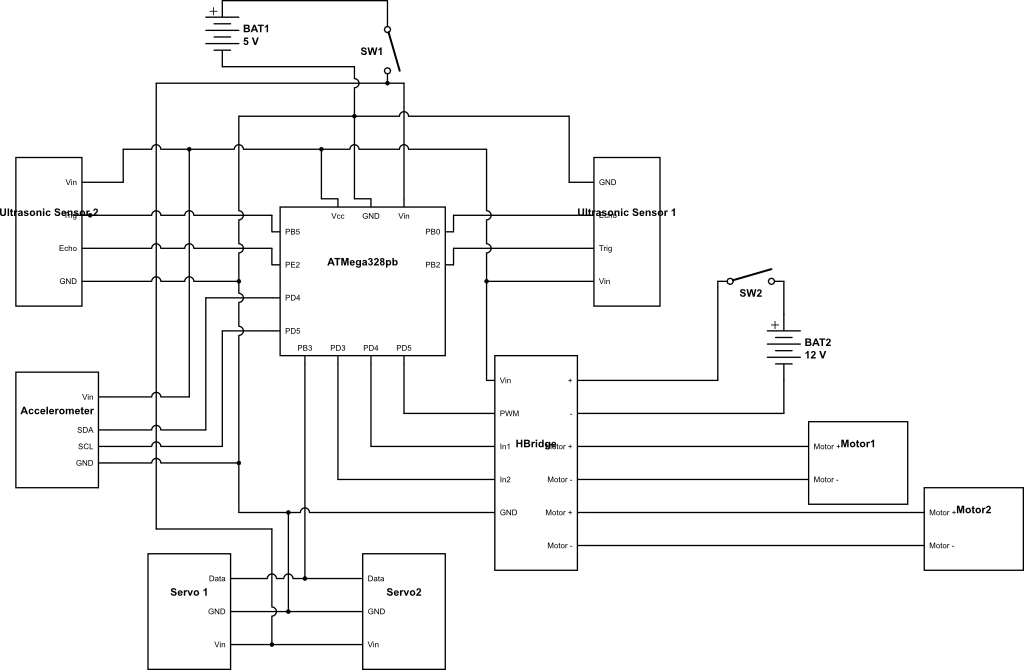 +
BAT1
5 V
SW1
Vin
Ultrasonic Sensor 2
Trig
Echo
GND
Vcc
GND
Vin
PB5
PE2
PD4
PD5
PB0
PB2
ATMega328pb
PB3
PD3
PD4
PD5
GND
Ultrasonic Sensor 1
Echo
Trig
Vin
SW2
+
BAT2
12 V
Vin
Accelerometer
SDA
SCL
GND
Vin
PWM
In1
In2
GND
HBridge
+
-
Motor +
Motor -
Motor +
Motor -
Motor +
Motor1
Motor -
Motor +
Motor2
Motor -
Data
Servo 1
GND
Vin
Data
Servo2
GND
Vin